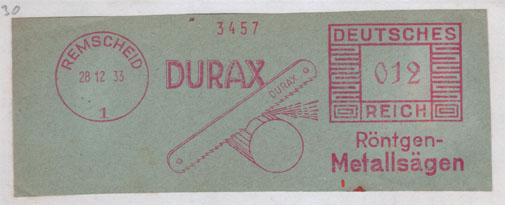 30
3457
REMSCHEID
28 12 33
1
DURAX
DURAX
DEUTSCHES
012
REICH
Röntgen-
Metallsägen